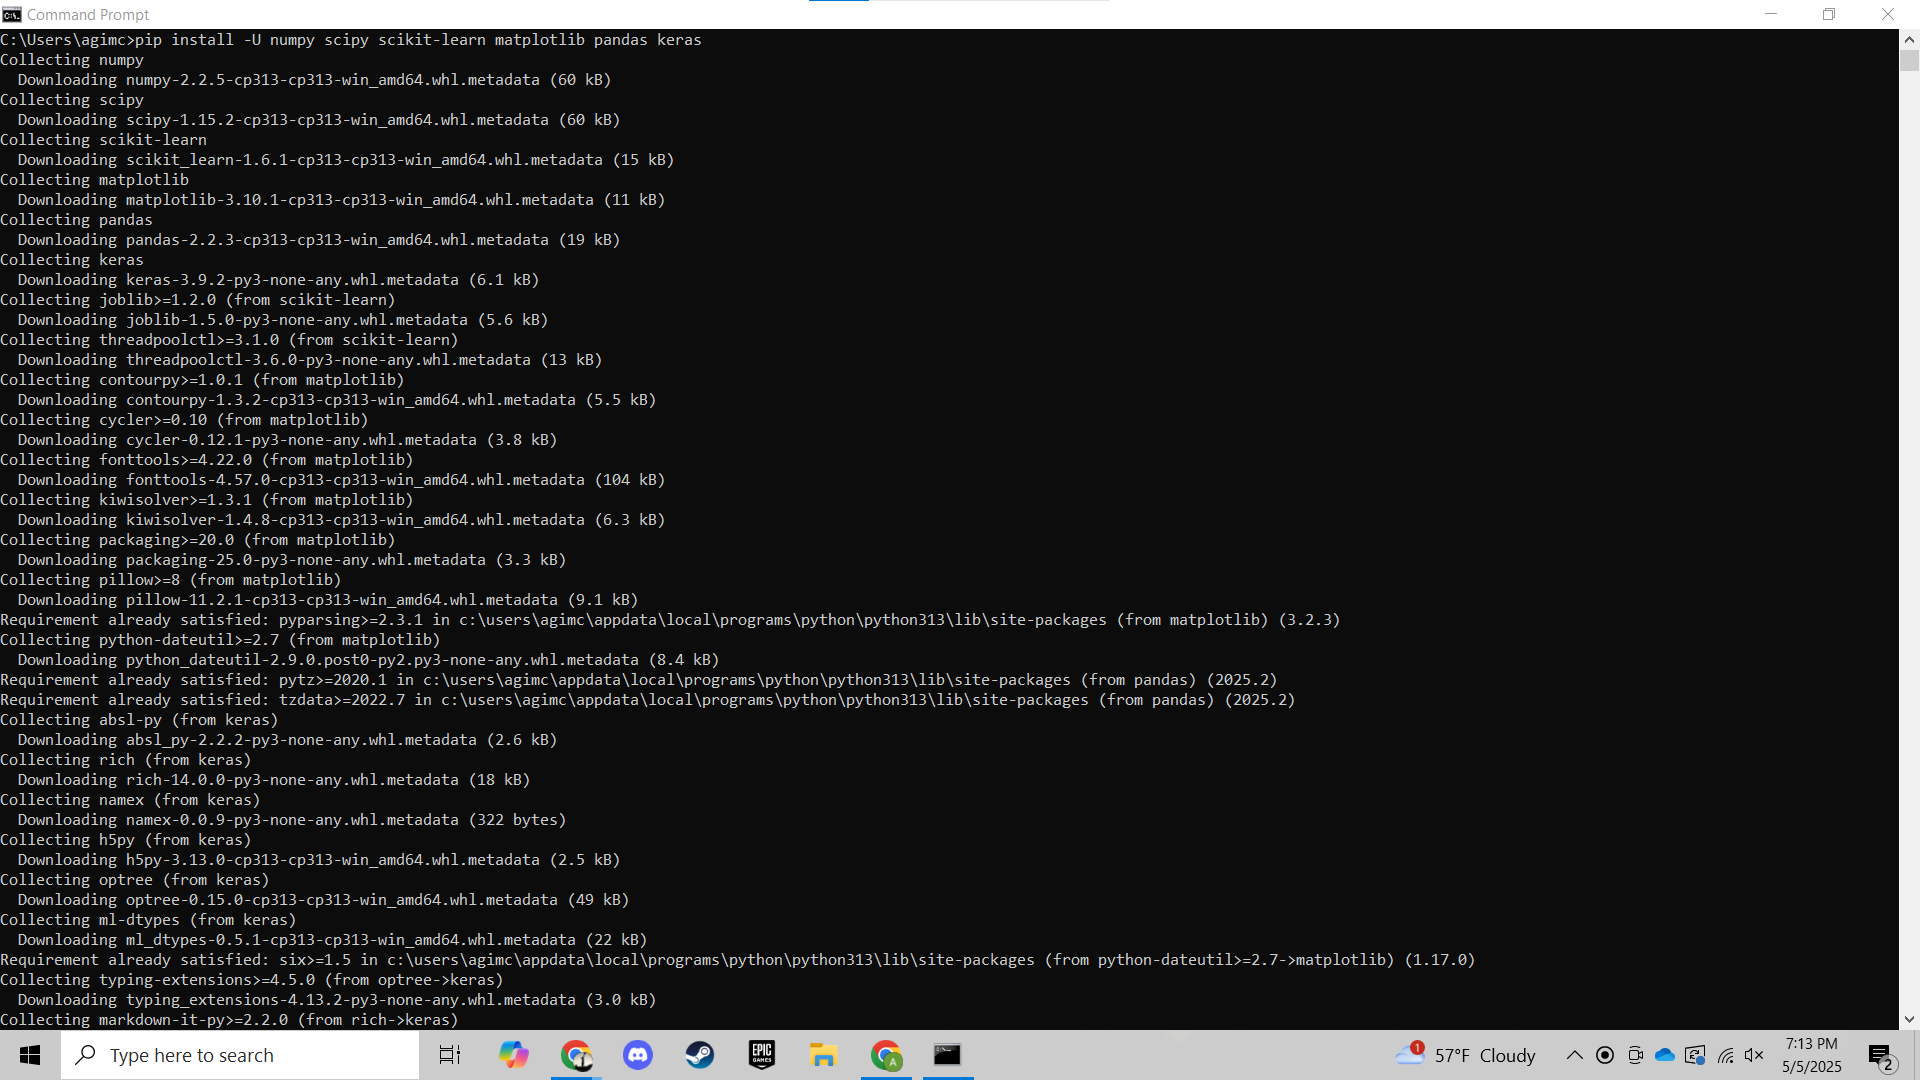 Command Prompt
C:\Users\agimc>pip install -U numpy scipy scikit-learn matplotlib pandas keras
Collecting numpy
  Downloading numpy-2.2.5-cp313-cp313-win_amd64.whl.metadata (60 kB)
Collecting scipy
  Downloading scipy-1.15.2-cp313-cp313-win_amd64.whl.metadata (60 kB)
Collecting scikit-learn
  Downloading scikit_learn-1.6.1-cp313-cp313-win_amd64.whl.metadata (15 kB)
Collecting matplotlib
  Downloading matplotlib-3.10.1-cp313-cp313-win_amd64.whl.metadata (11 kB)
Collecting pandas
  Downloading pandas-2.2.3-cp313-cp313-win_amd64.whl.metadata (19 kB)
Collecting keras
  Downloading keras-3.9.2-py3-none-any.whl.metadata (6.1 kB)
Collecting joblib>=1.2.0 (from scikit-learn)
  Downloading joblib-1.5.0-py3-none-any.whl.metadata (5.6 kB)
Collecting threadpoolctl>=3.1.0 (from scikit-learn)
  Downloading threadpoolctl-3.6.0-py3-none-any.whl.metadata (13 kB)
Collecting contourpy>=1.0.1 (from matplotlib)
  Downloading contourpy-1.3.2-cp313-cp313-win_amd64.whl.metadata (5.5 kB)
Collecting cycler>=0.10 (from matplotlib)
  Downloading cycler-0.12.1-py3-none-any.whl.metadata (3.8 kB)
Collecting fonttools>=4.22.0 (from matplotlib)
  Downloading fonttools-4.57.0-cp313-cp313-win_amd64.whl.metadata (104 kB)
Collecting kiwisolver>=1.3.1 (from matplotlib)
  Downloading kiwisolver-1.4.8-cp313-cp313-win_amd64.whl.metadata (6.3 kB)
Collecting packaging>=20.0 (from matplotlib)
  Downloading packaging-25.0-py3-none-any.whl.metadata (3.3 kB)
Collecting pillow>=8 (from matplotlib)
  Downloading pillow-11.2.1-cp313-cp313-win_amd64.whl.metadata (9.1 kB)
Requirement already satisfied: pyparsing>=2.3.1 in c:\users\agimc\appdata\local\programs\python\python313\lib\site-packages (from matplotlib) (3.2.3)
Collecting python-dateutil>=2.7 (from matplotlib)
  Downloading python_dateutil-2.9.0.post0-py2.py3-none-any.whl.metadata (8.4 kB)
Requirement already satisfied: pytz>=2020.1 in c:\users\agimc\appdata\local\programs\python\python313\lib\site-packages (from pandas) (2025.2)
Requirement already satisfied: tzdata>=2022.7 in c:\users\agimc\appdata\local\programs\python\python313\lib\site-packages (from pandas) (2025.2)
Collecting absl-py (from keras)
  Downloading absl_py-2.2.2-py3-none-any.whl.metadata (2.6 kB)
Collecting rich (from keras)
  Downloading rich-14.0.0-py3-none-any.whl.metadata (18 kB)
Collecting namex (from keras)
  Downloading namex-0.0.9-py3-none-any.whl.metadata (322 bytes)
Collecting h5py (from keras)
  Downloading h5py-3.13.0-cp313-cp313-win_amd64.whl.metadata (2.5 kB)
Collecting optree (from keras)
  Downloading optree-0.15.0-cp313-cp313-win_amd64.whl.metadata (49 kB)
Collecting ml-dtypes (from keras)
  Downloading ml_dtypes-0.5.1-cp313-cp313-win_amd64.whl.metadata (22 kB)
Requirement already satisfied: six>=1.5 in c:\users\agimc\appdata\local\programs\python\python313\lib\site-packages (from python-dateutil>=2.7->matplotlib) (1.17.0)
Collecting typing-extensions>=4.5.0 (from optree->keras)
  Downloading typing_extensions-4.13.2-py3-none-any.whl.metadata (3.0 kB)
Collecting markdown-it-py>=2.2.0 (from rich->keras)
Type here to search
EPIC
GAMES
A
1
57°F Cloudy
7:13 PM
5/5/2025
2